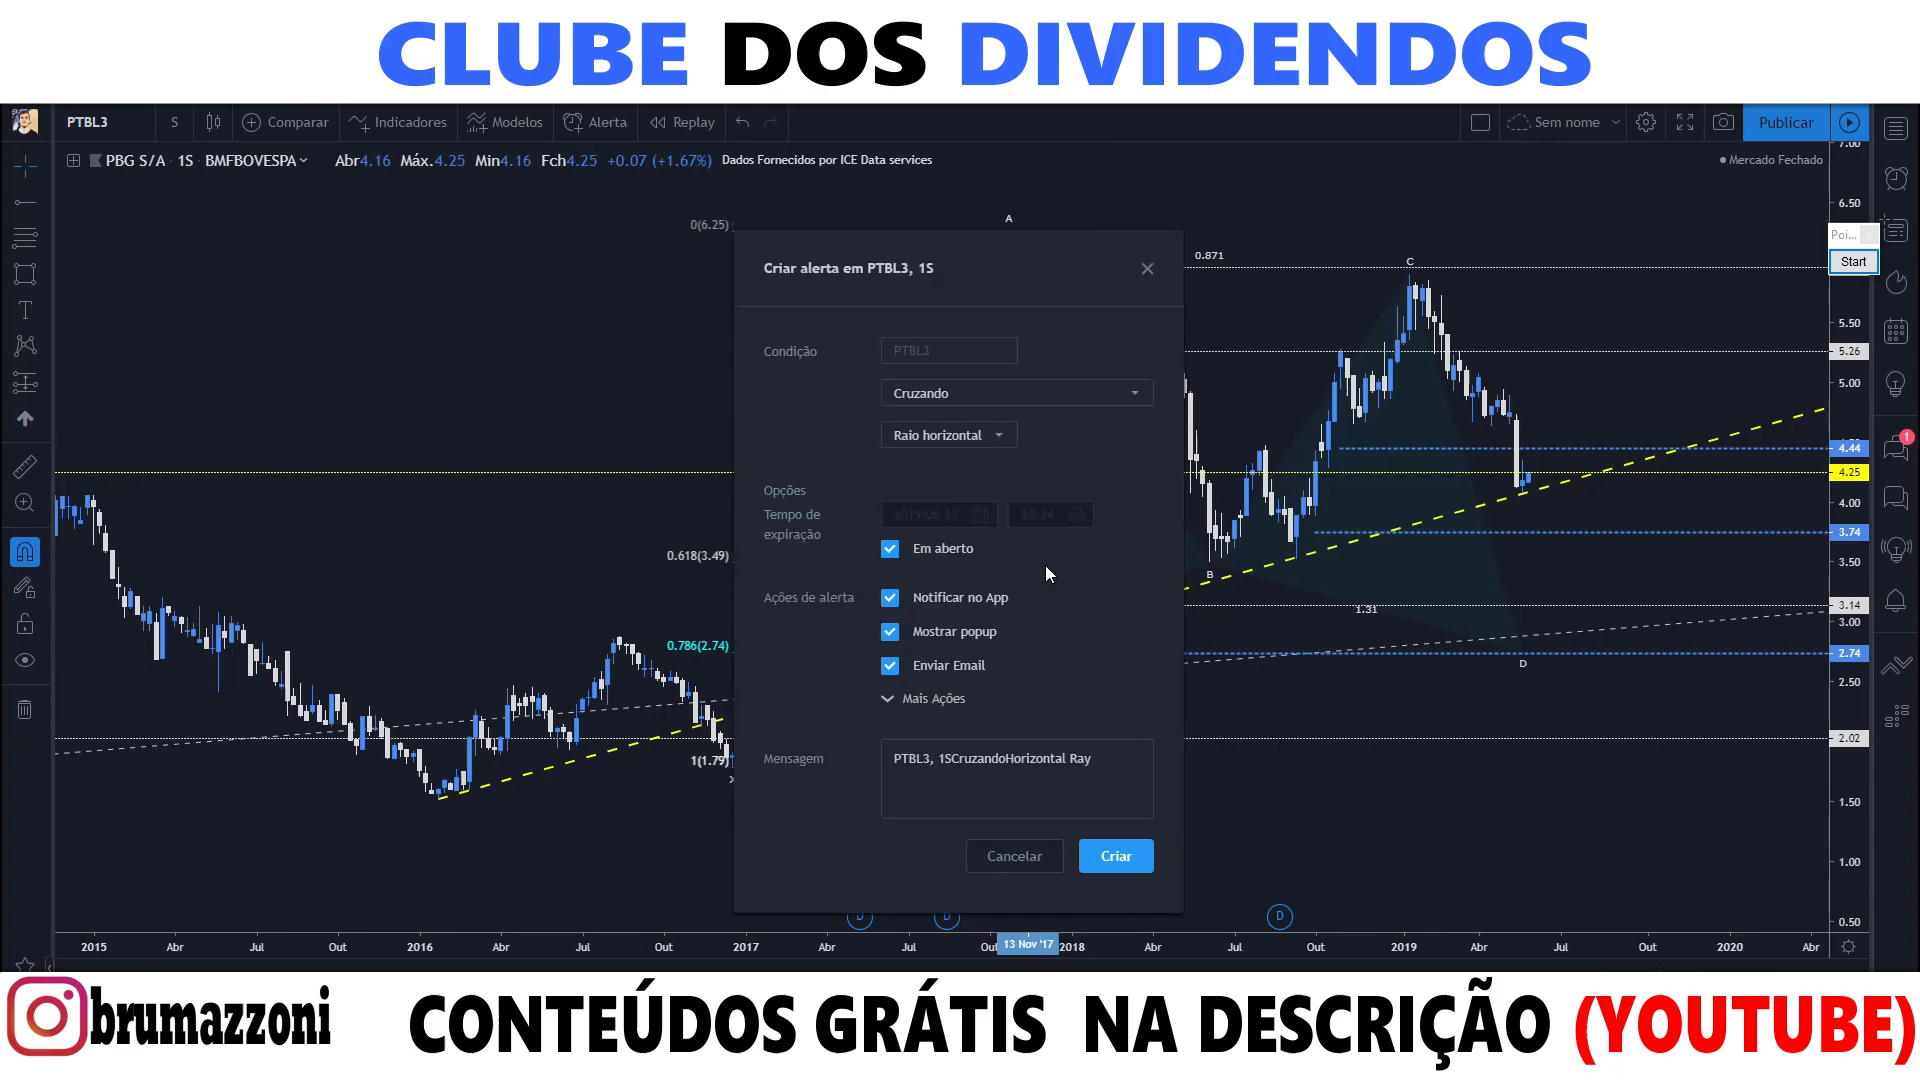 CLUBE DOS DIVIDENDOS
PTBL3 S Comparar Indicadores Modelos Alerta Replay Sem nome Publicar
PBG S/A · 1S · BMFBOVESPA Abr4.16 Máx.4.25 Min4.16 Fch4.25 +0.07 (+1.67%) Dados Fornecidos por ICE Data services
Mercado Fechado
7.00
6.50
Poi...
Start
5.50
5.26
5.00
4.44
4.25
4.00
3.74
3.50
3.14
3.00
2.74
2.50
2.02
1.50
1.00
0.50
1
0(6.25)
0.618(3.49)
0.786(2.74)
1(1.79)
A
0.871
C
B
1.31
D
Criar alerta em PTBL3, 1S
Condição PTBL3
Cruzando
Raio horizontal
Opções
Tempo de expiração 2019-06-27 20:34
Em aberto
Ações de alerta Notificar no App
Mostrar popup
Enviar Email
Mais Ações
Mensagem PTBL3, 1SCruzandoHorizontal Ray
Cancelar Criar
D D D
2015 Abr Jul Out 2016 Abr Jul Out 2017 Abr Jul Out 13 Nov '17 2018 Abr Jul Out 2019 Abr Jul Out 2020 Abr
brumazzoni CONTEÚDOS GRÁTIS NA DESCRIÇÃO (YOUTUBE)